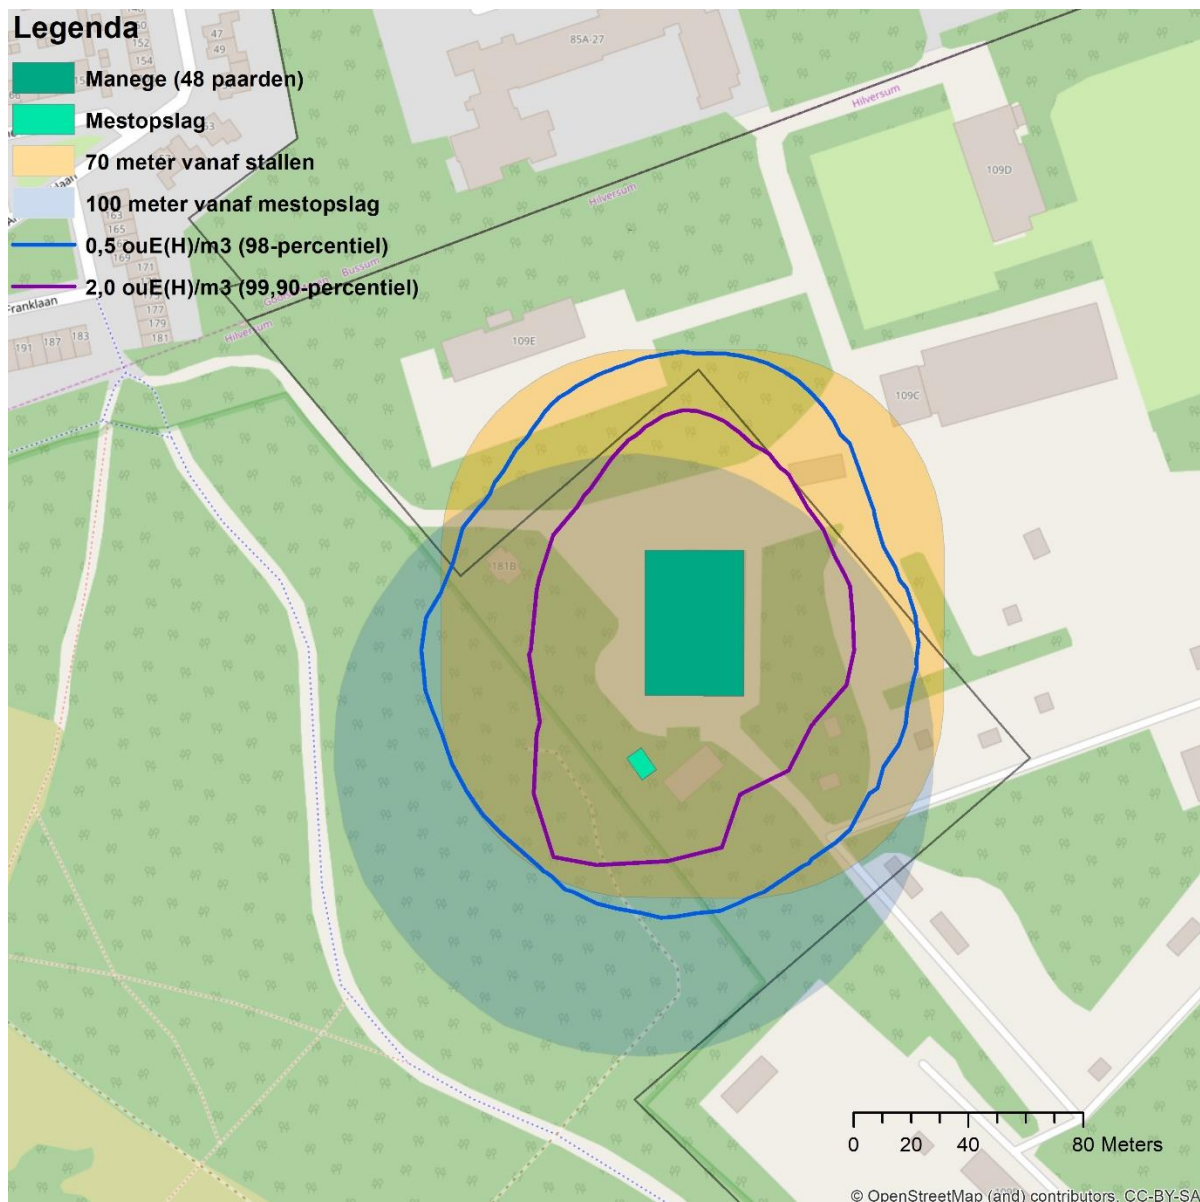 Legenda
Manege (48 paarden)
Mestopslag
70 meter vanaf stallen
100 meter vanaf mestopslag
0,5 ouE(H)/m3 (98-percentiel)
2,0 ouE(H)/m3 (99,90-percentiel)
152
154
47
49
163
165
169
171
177
179
181
191
187
183
Franklaan
Hilversum
Bussum
Hilversum
Hilversum
85A-27
109D
109E
109C
181B
0 20 40 80 Meters
© OpenStreetMap (and) contributors, CC-BY-SA